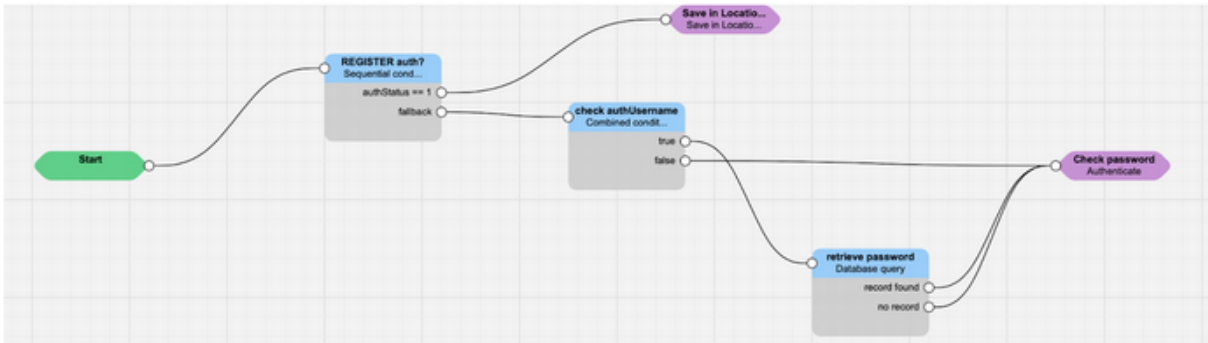 Save in Locatio...
Save in Locatio...
REGISTER auth?
Sequential cond...
authStatus == 1
fallback
check authUsername
Combined condit...
true
false
Start
Check password
Authenticate
retrieve password
Database query
record found
no record